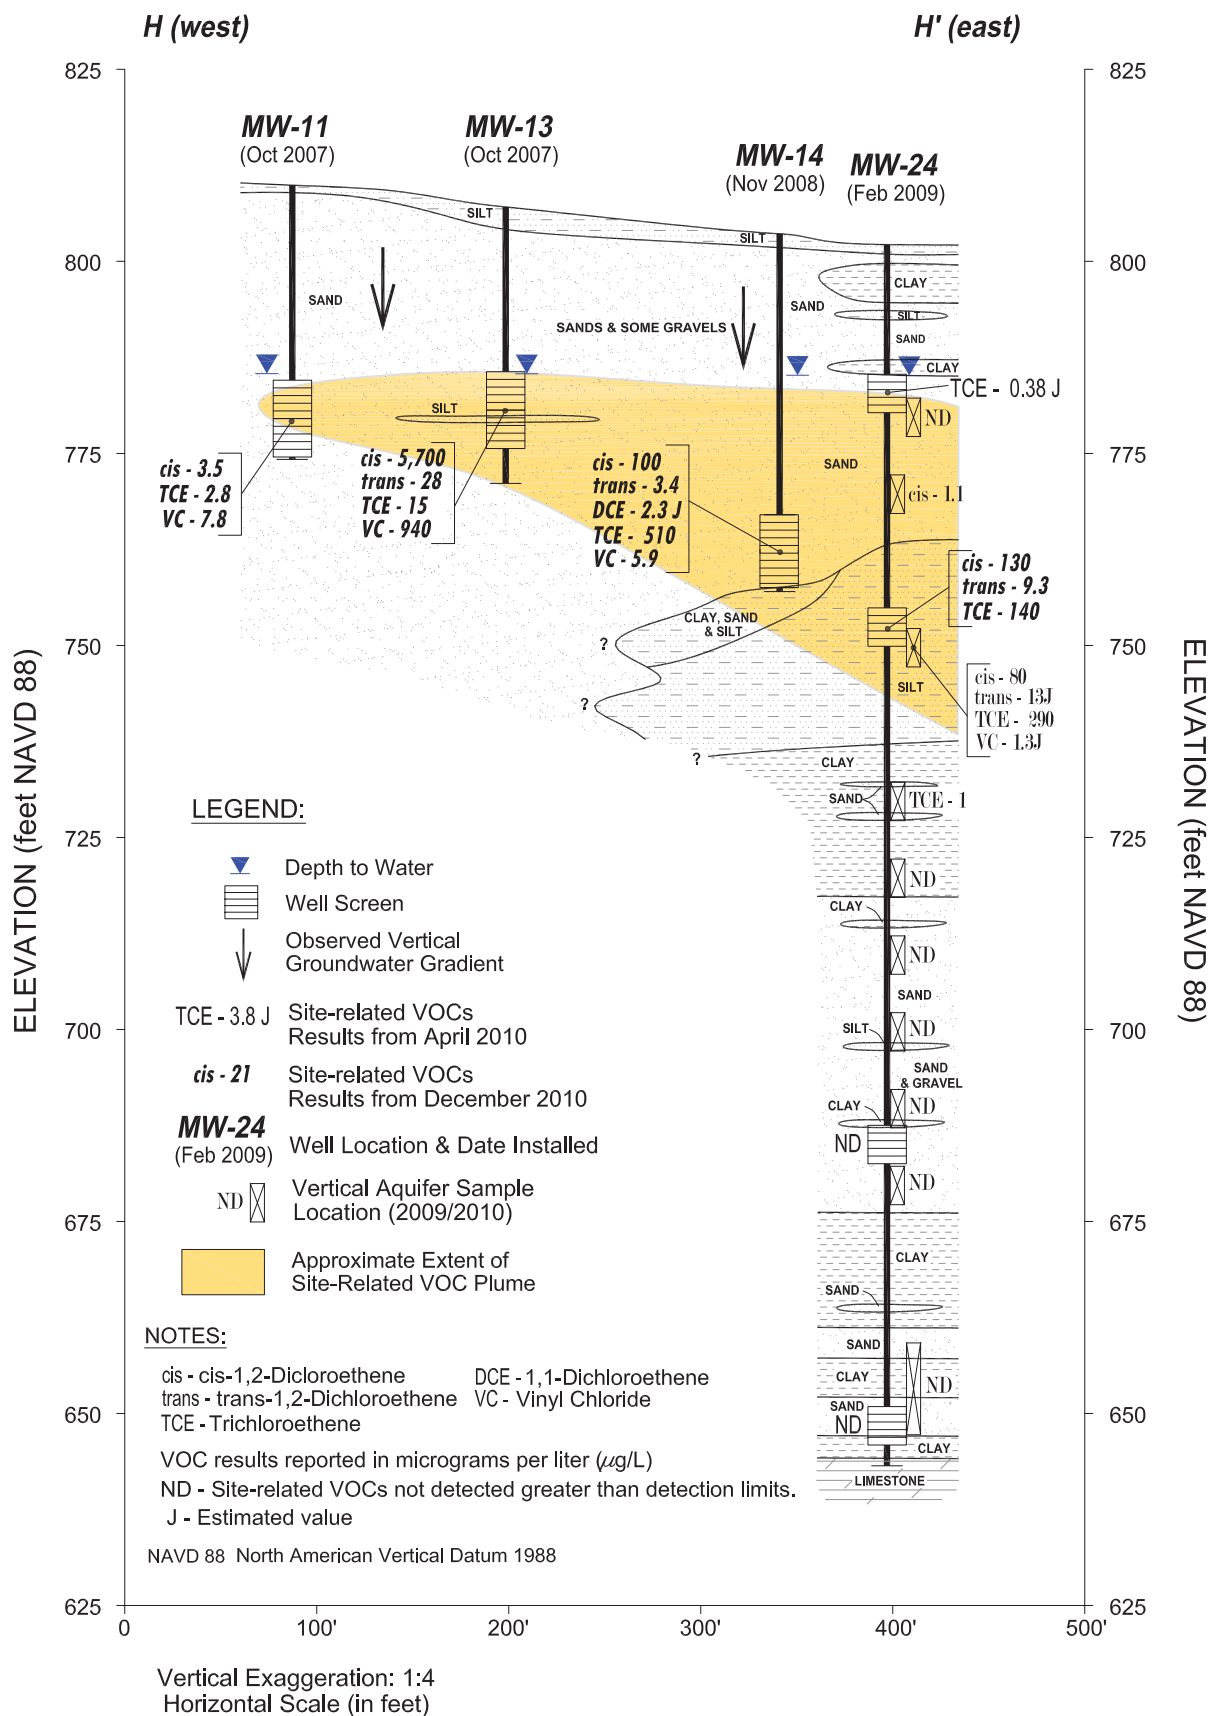 H (west)
H' (east)
825
825
MW-11
(Oct 2007)
MW-13
(Oct 2007)
MW-14
(Nov 2008)
MW-24
(Feb 2009)
SILT
SILT
800
800
CLAY
SAND
SAND
SILT
SANDS & SOME GRAVELS
SAND
CLAY
TCE - 0.38 J
SILT
ND
775
775
cis - 3.5
TCE - 2.8
VC - 7.8
cis - 5,700
trans - 28
TCE - 15
VC - 940
cis - 100
trans - 3.4
DCE - 2.3 J
TCE - 510
VC - 5.9
SAND
cis - 1.1
cis - 130
trans - 9.3
TCE - 140
CLAY, SAND
& SILT
?
750
750
SILT
cis - 80
trans - 13J
TCE - 290
VC - 1.3J
?
?
CLAY
SAND
TCE - 1
ELEVATION (feet NAVD 88)
ELEVATION (feet NAVD 88)
725
725
ND
CLAY
ND
SAND
700
700
SILT
ND
SAND
& GRAVEL
CLAY
ND
ND
ND
675
675
CLAY
SAND
SAND
CLAY
ND
SAND
ND
650
650
CLAY
LIMESTONE
LEGEND:
Depth to Water
Well Screen
Observed Vertical
Groundwater Gradient
TCE - 3.8 J
Site-related VOCs
Results from April 2010
cis - 21
Site-related VOCs
Results from December 2010
MW-24
(Feb 2009)
Well Location & Date Installed
ND
Vertical Aquifer Sample
Location (2009/2010)
Approximate Extent of
Site-Related VOC Plume
NOTES:
cis - cis-1,2-Dicloroethene
DCE - 1,1-Dichloroethene
trans - trans-1,2-Dichloroethene
VC - Vinyl Chloride
TCE - Trichloroethene
VOC results reported in micrograms per liter (µg/L)
ND - Site-related VOCs not detected greater than detection limits.
J - Estimated value
NAVD 88 North American Vertical Datum 1988
625
625
0
100'
200'
300'
400'
500'
Vertical Exaggeration: 1:4
Horizontal Scale (in feet)